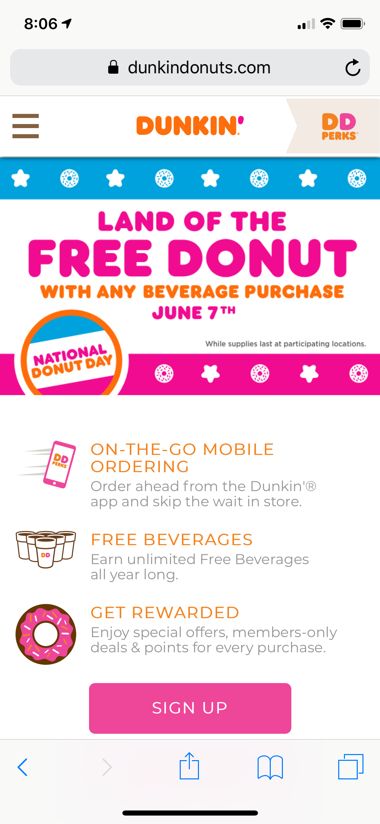 8:06
dunkindonuts.com
DUNKIN'
DD
PERKS
LAND OF THE
FREE DONUT
WITH ANY BEVERAGE PURCHASE
JUNE 7TH
While supplies last at participating locations.
NATIONAL
DONUT DAY
DD
PERKS
ON-THE-GO MOBILE
ORDERING
Order ahead from the Dunkin'®
app and skip the wait in store.
DD
FREE BEVERAGES
Earn unlimited Free Beverages
all year long.
GET REWARDED
Enjoy special offers, members-only
deals & points for every purchase.
SIGN UP